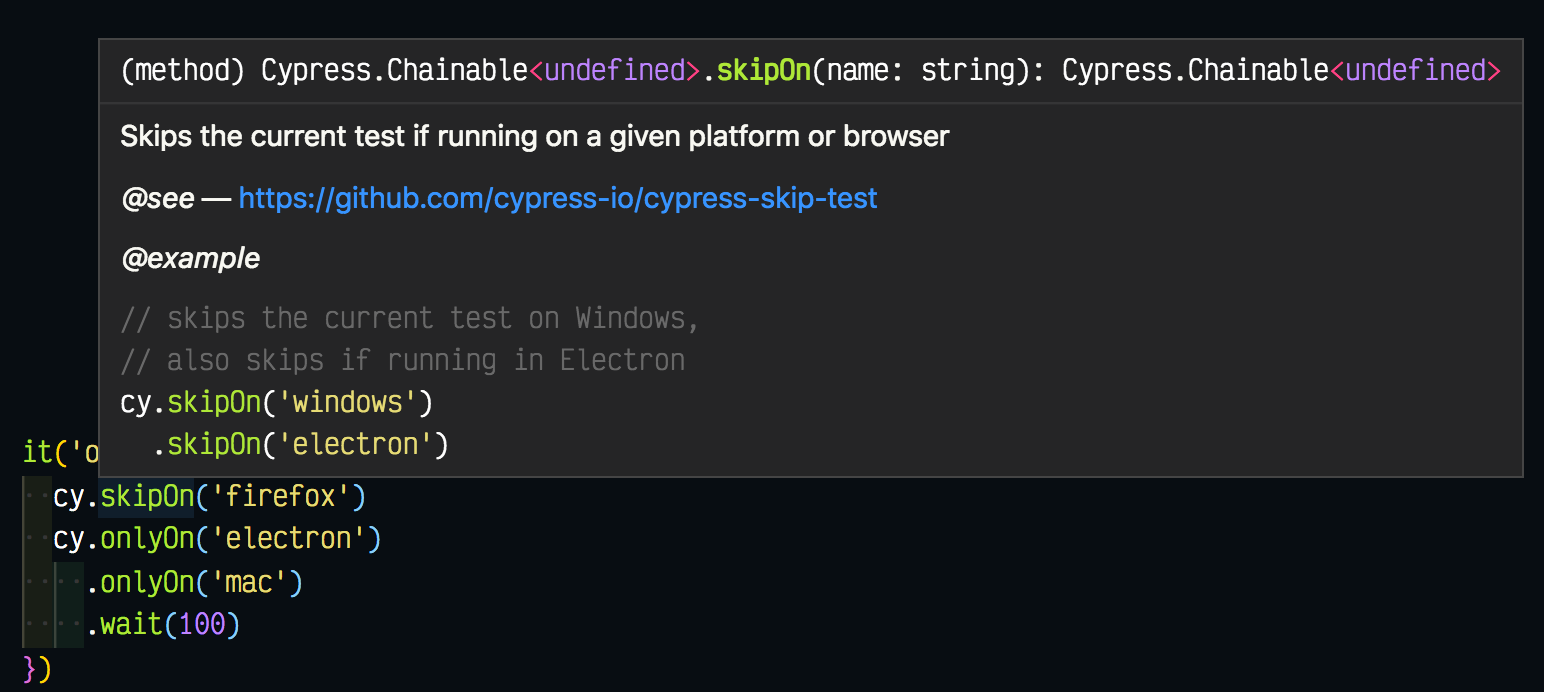 (method) Cypress.Chainable<undefined>.skipOn(name: string): Cypress.Chainable<undefined>
Skips the current test if running on a given platform or browser
@see — https://github.com/cypress-io/cypress-skip-test
@example
// skips the current test on Windows,
// also skips if running in Electron
cy.skipOn('windows')
  .skipOn('electron')
it('o
  cy.skipOn('firefox')
  cy.onlyOn('electron')
    .onlyOn('mac')
    .wait(100)
})